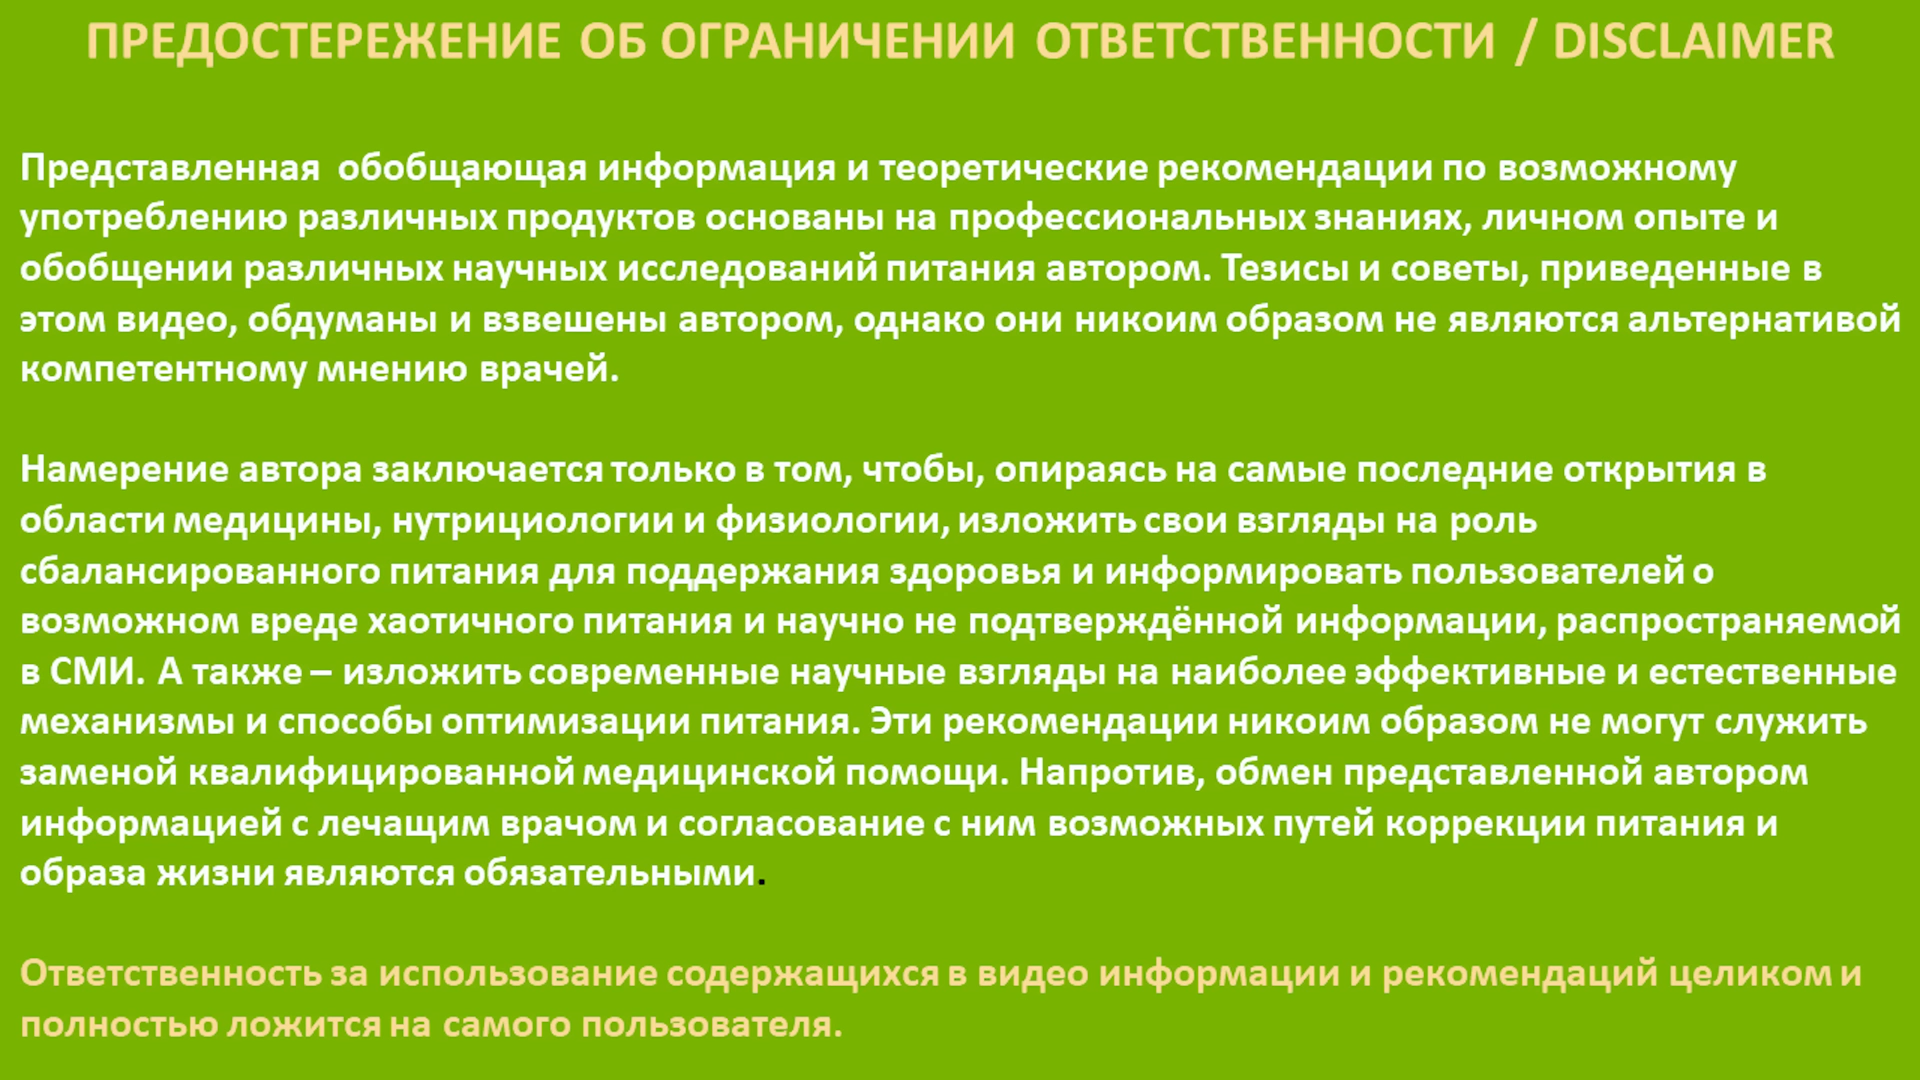 ПРЕДОСТЕРЕЖЕНИЕ ОБ ОГРАНИЧЕНИИ ОТВЕТСТВЕННОСТИ / DISCLAIMER
Представленная обобщающая информация и теоретические рекомендации по возможному
употреблению различных продуктов основаны на профессиональных знаниях, личном опыте и
обобщении различных научных исследований питания автором. Тезисы и советы, приведенные в
этом видео, обдуманы и взвешены автором, однако они никоим образом не являются альтернативой
компетентному мнению врачей.
Намерение автора заключается только в том, чтобы, опираясь на самые последние открытия в
области медицины, нутрициологии и физиологии, изложить свои взгляды на роль
сбалансированного питания для поддержания здоровья и информировать пользователей о
возможном вреде хаотичного питания и научно не подтверждённой информации, распространяемой
в СМИ. А также – изложить современные научные взгляды на наиболее эффективные и естественные
механизмы и способы оптимизации питания. Эти рекомендации никоим образом не могут служить
заменой квалифицированной медицинской помощи. Напротив, обмен представленной автором
информацией с лечащим врачом и согласование с ним возможных путей коррекции питания и
образа жизни являются обязательными.
Ответственность за использование содержащихся в видео информации и рекомендаций целиком и
полностью ложится на самого пользователя.